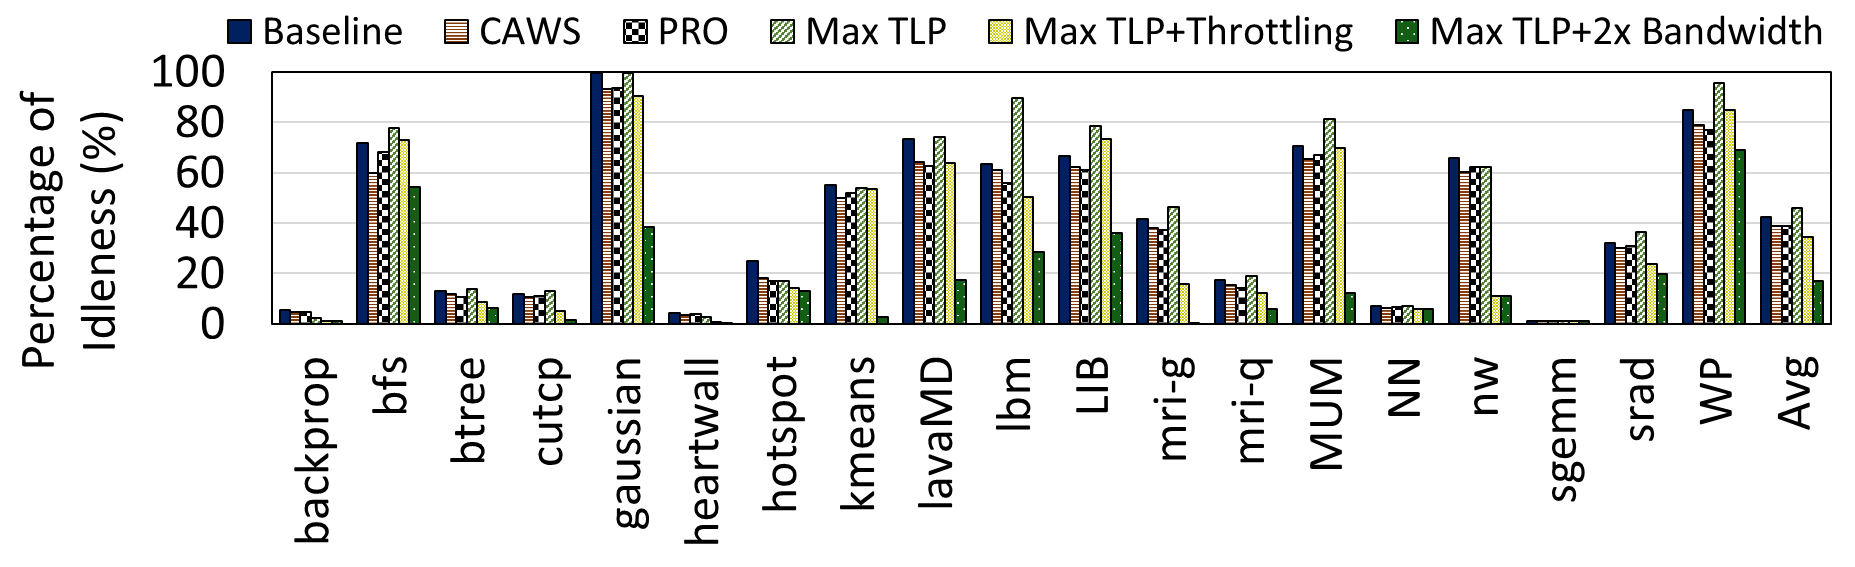 Baseline CAWS PRO Max TLP Max TLP+Throttling Max TLP+2x Bandwidth
Percentage of
Idleness (%)
100
80
60
40
20
0
backprop
bfs
btree
cutcp
gaussian
heartwall
hotspot
kmeans
lavaMD
lbm
LIB
mri-g
mri-q
MUM
NN
nw
sgemm
srad
WP
Avg